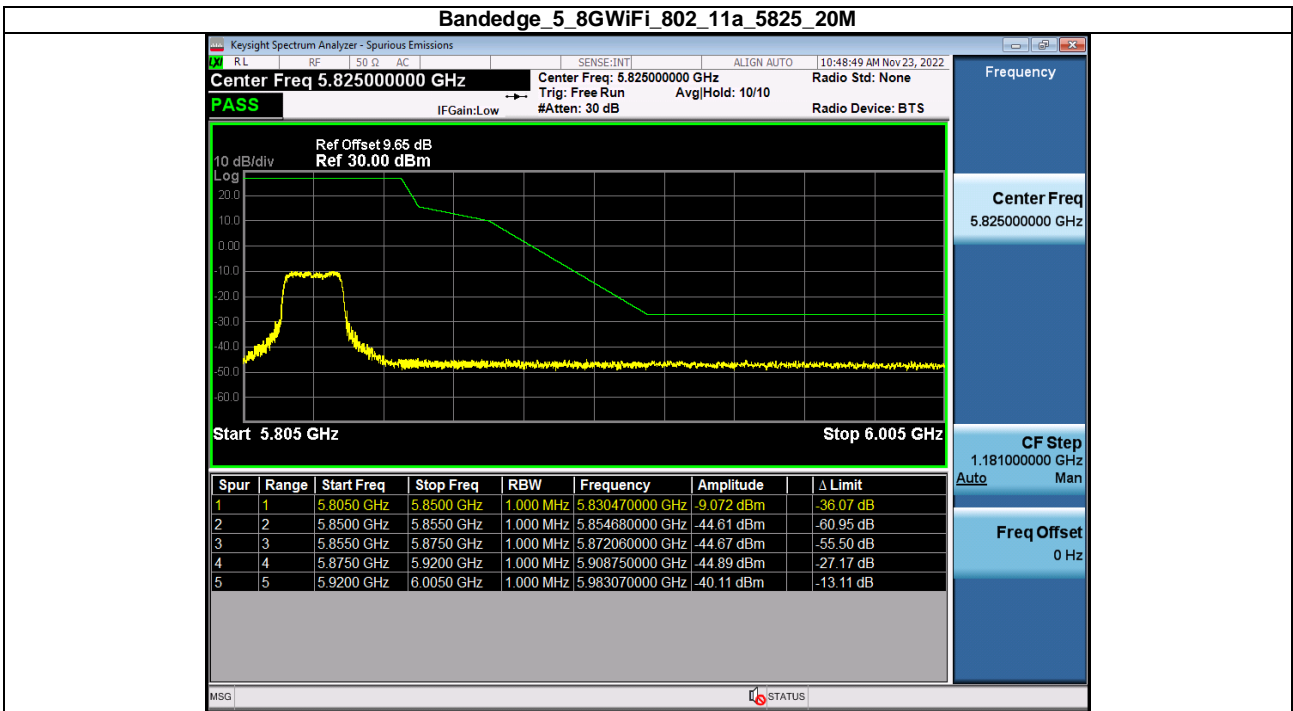 Bandedge_5_8GWiFi_802_11a_5825_20M
Keysight Spectrum Analyzer - Spurious Emissions
LXI RL RF 50 Ω AC SENSE:INT ALIGN AUTO 10:48:49 AM Nov 23, 2022
Center Freq 5.825000000 GHz
PASS
IFGain:Low
Center Freq: 5.825000000 GHz
Trig: Free Run Avg|Hold: 10/10
#Atten: 30 dB
Radio Std: None
Radio Device: BTS
Ref Offset 9.65 dB
10 dB/div Ref 30.00 dBm
Log
20.0
10.0
0.00
-10.0
-20.0
-30.0
-40.0
-50.0
-60.0
Start 5.805 GHz Stop 6.005 GHz
Spur Range Start Freq Stop Freq RBW Frequency Amplitude Δ Limit
1 1 5.8050 GHz 5.8500 GHz 1.000 MHz 5.830470000 GHz -9.072 dBm -36.07 dB
2 2 5.8500 GHz 5.8550 GHz 1.000 MHz 5.854680000 GHz -44.61 dBm -60.95 dB
3 3 5.8550 GHz 5.8750 GHz 1.000 MHz 5.872060000 GHz -44.67 dBm -55.50 dB
4 4 5.8750 GHz 5.9200 GHz 1.000 MHz 5.908750000 GHz -44.89 dBm -27.17 dB
5 5 5.9200 GHz 6.0050 GHz 1.000 MHz 5.983070000 GHz -40.11 dBm -13.11 dB
Frequency
Center Freq
5.825000000 GHz
CF Step
1.181000000 GHz
Auto Man
Freq Offset
0 Hz
MSG STATUS